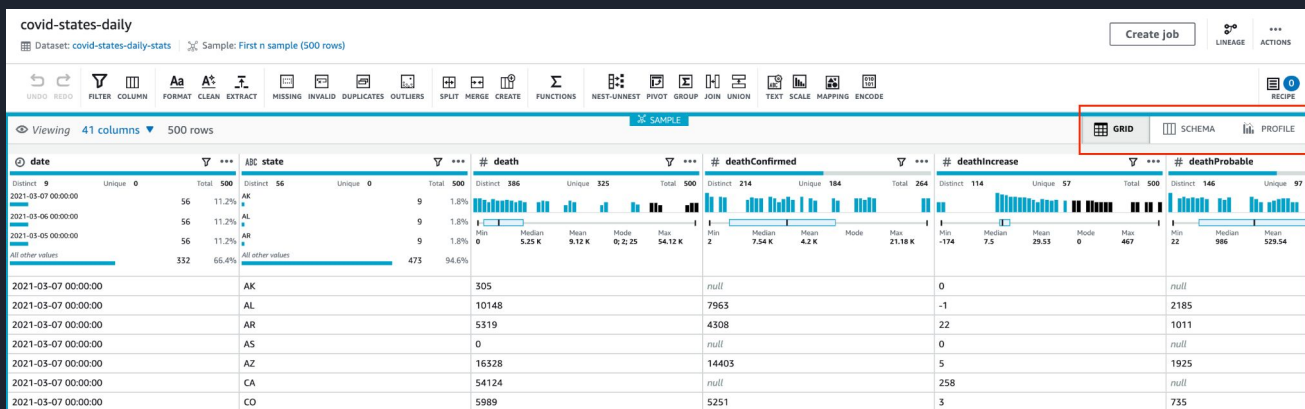 covid-states-daily
Dataset: covid-states-daily-stats Sample: First n sample (500 rows)
Create job LINEAGE ACTIONS
UNDO REDO FILTER COLUMN FORMAT CLEAN EXTRACT MISSING INVALID DUPLICATES OUTLIERS SPLIT MERGE CREATE FUNCTIONS NEST-UNNEST PIVOT GROUP JOIN UNION TEXT SCALE MAPPING ENCODE RECIPE 0
Viewing 41 columns 500 rows SAMPLE GRID SCHEMA PROFILE
date ABC state # death # deathConfirmed # deathIncrease # deathProbable
Distinct 9 Unique 0 Total 500 Distinct 56 Unique 0 Total 500 Distinct 386 Unique 325 Total 500 Distinct 214 Unique 184 Total 264 Distinct 114 Unique 57 Total 500 Distinct 146 Unique 97
2021-03-07 00:00:00 56 11.2% AK 9 1.8%
2021-03-06 00:00:00 56 11.2% AL 9 1.8%
2021-03-05 00:00:00 56 11.2% AR 9 1.8%
Min Median Mean Mode Max Min Median Mean Mode Max Min Median Mean Mode Max Min Median Mean
0 5.25 K 9.12 K 0; 2; 25 54.12 K 2 7.54 K 4.2 K 21.18 K -174 7.5 29.53 0 467 22 986 529.54
All other values 332 66.4% All other values 473 94.6%
2021-03-07 00:00:00 AK 305 null 0 null
2021-03-07 00:00:00 AL 10148 7963 -1 2185
2021-03-07 00:00:00 AR 5319 4308 22 1011
2021-03-07 00:00:00 AS 0 null 0 null
2021-03-07 00:00:00 AZ 16328 14403 5 1925
2021-03-07 00:00:00 CA 54124 null 258 null
2021-03-07 00:00:00 CO 5989 5251 3 735